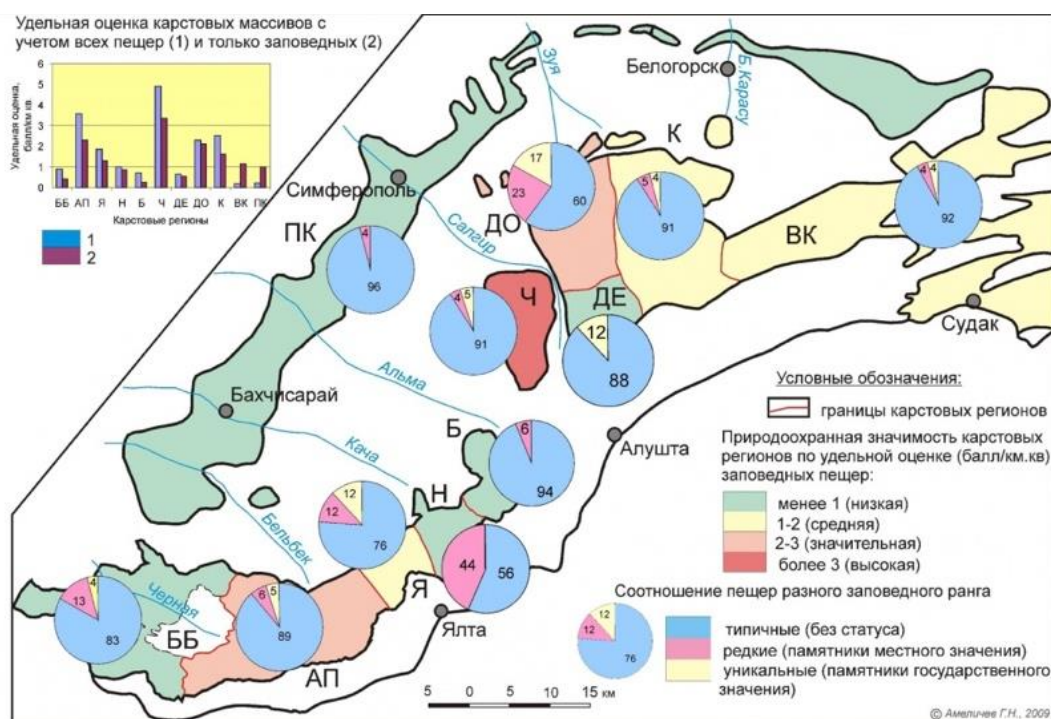 Удельная оценка карстовых массивов с
учетом всех пещер (1) и только заповедных (2)
Удельная оценка,
балл/км.кв.
6
5
4
3
2
1
0
ББ АП Я Н Б Ч ДЕ ДО К ВК ПК
Карстовые регионы
1
2
Зуя
Белогорск
Б.Карасу
К
Симферополь
17
23
60
5
4
91
4
4
92
ДО
ВК
ПК
Салгир
4
96
Ч
ДЕ
Судак
4
5
91
12
88
Альма
Бахчисарай
Кача
Б
Алушта
6
94
Н
Бельбек
12
12
76
44
56
Я
Ялта
Черная
4
13
83
ББ
6
5
89
АП
Условные обозначения:
границы карстовых регионов
Природоохранная значимость карстовых
регионов по удельной оценке (балл/км.кв)
заповедных пещер:
менее 1 (низкая)
1-2 (средняя)
2-3 (значительная)
более 3 (высокая)
Соотношение пещер разного заповедного ранга
12
12
76
типичные (без статуса)
редкие (памятники местного значения)
уникальные (памятники государственного
значения)
5 0 5 10 15 км
© Амеличев Г.Н., 2009